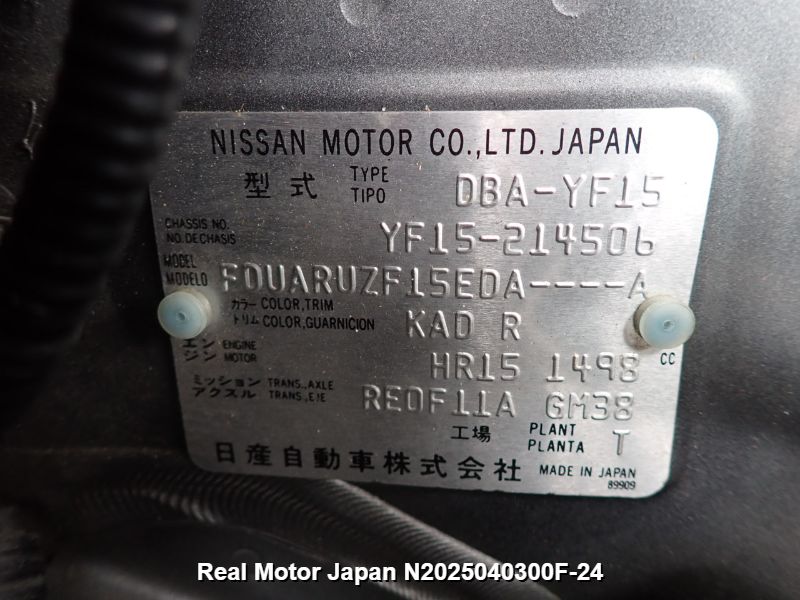 NISSAN MOTOR CO.,LTD. JAPAN
型式 TYPE TIPO DBA-YF15
CHASSIS NO. NO. DE CHASIS YF15-214506
MODEL MODELO FDUARUZF15EDA----A
カラー COLOR,TRIM
トリム COLOR,GUARNICION KAD R
エン ENGINE
ジン MOTOR HR15 1498 CC
ミッション TRANS.,AXLE
アクスル TRANS.,EJE RE0F11A GM38
工場 PLANT PLANTA T
日産自動車株式会社 MADE IN JAPAN
89909
Real Motor Japan N2025040300F-24